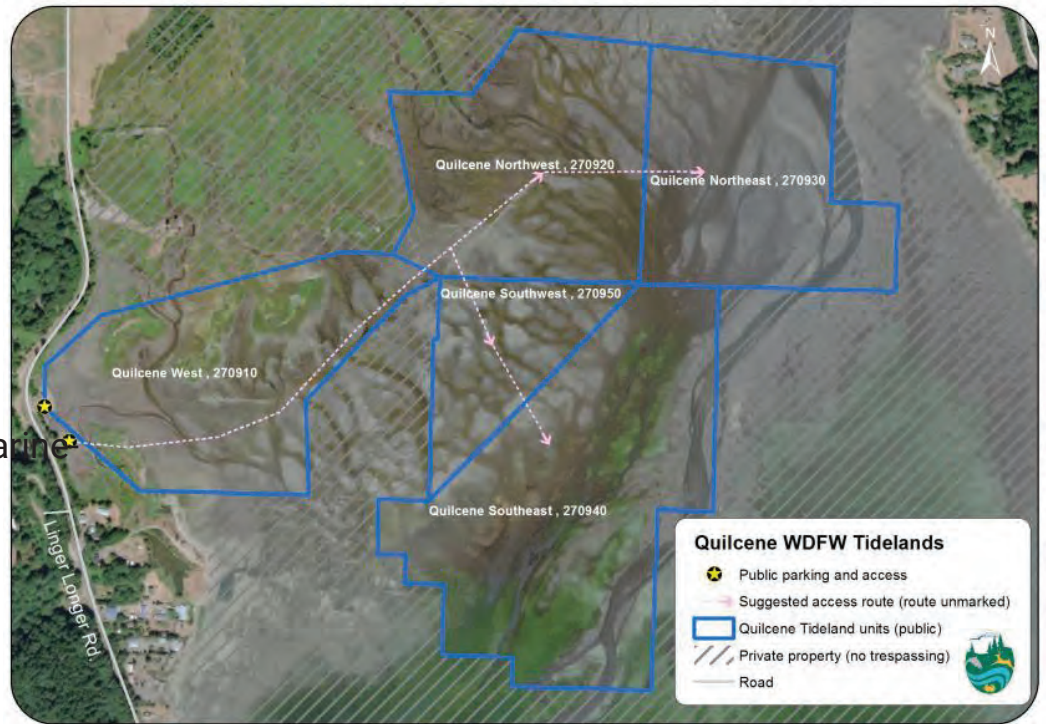 N
Quilcene Northwest , 270920
Quilcene Northeast , 270930
Quilcene Southwest , 270950
Quilcene West , 270910
arine
Quilcene Southeast , 270940
Linger Longer Rd.
Quilcene WDFW Tidelands
Public parking and access
Suggested access route (route unmarked)
Quilcene Tideland units (public)
Private property (no trespassing)
Road